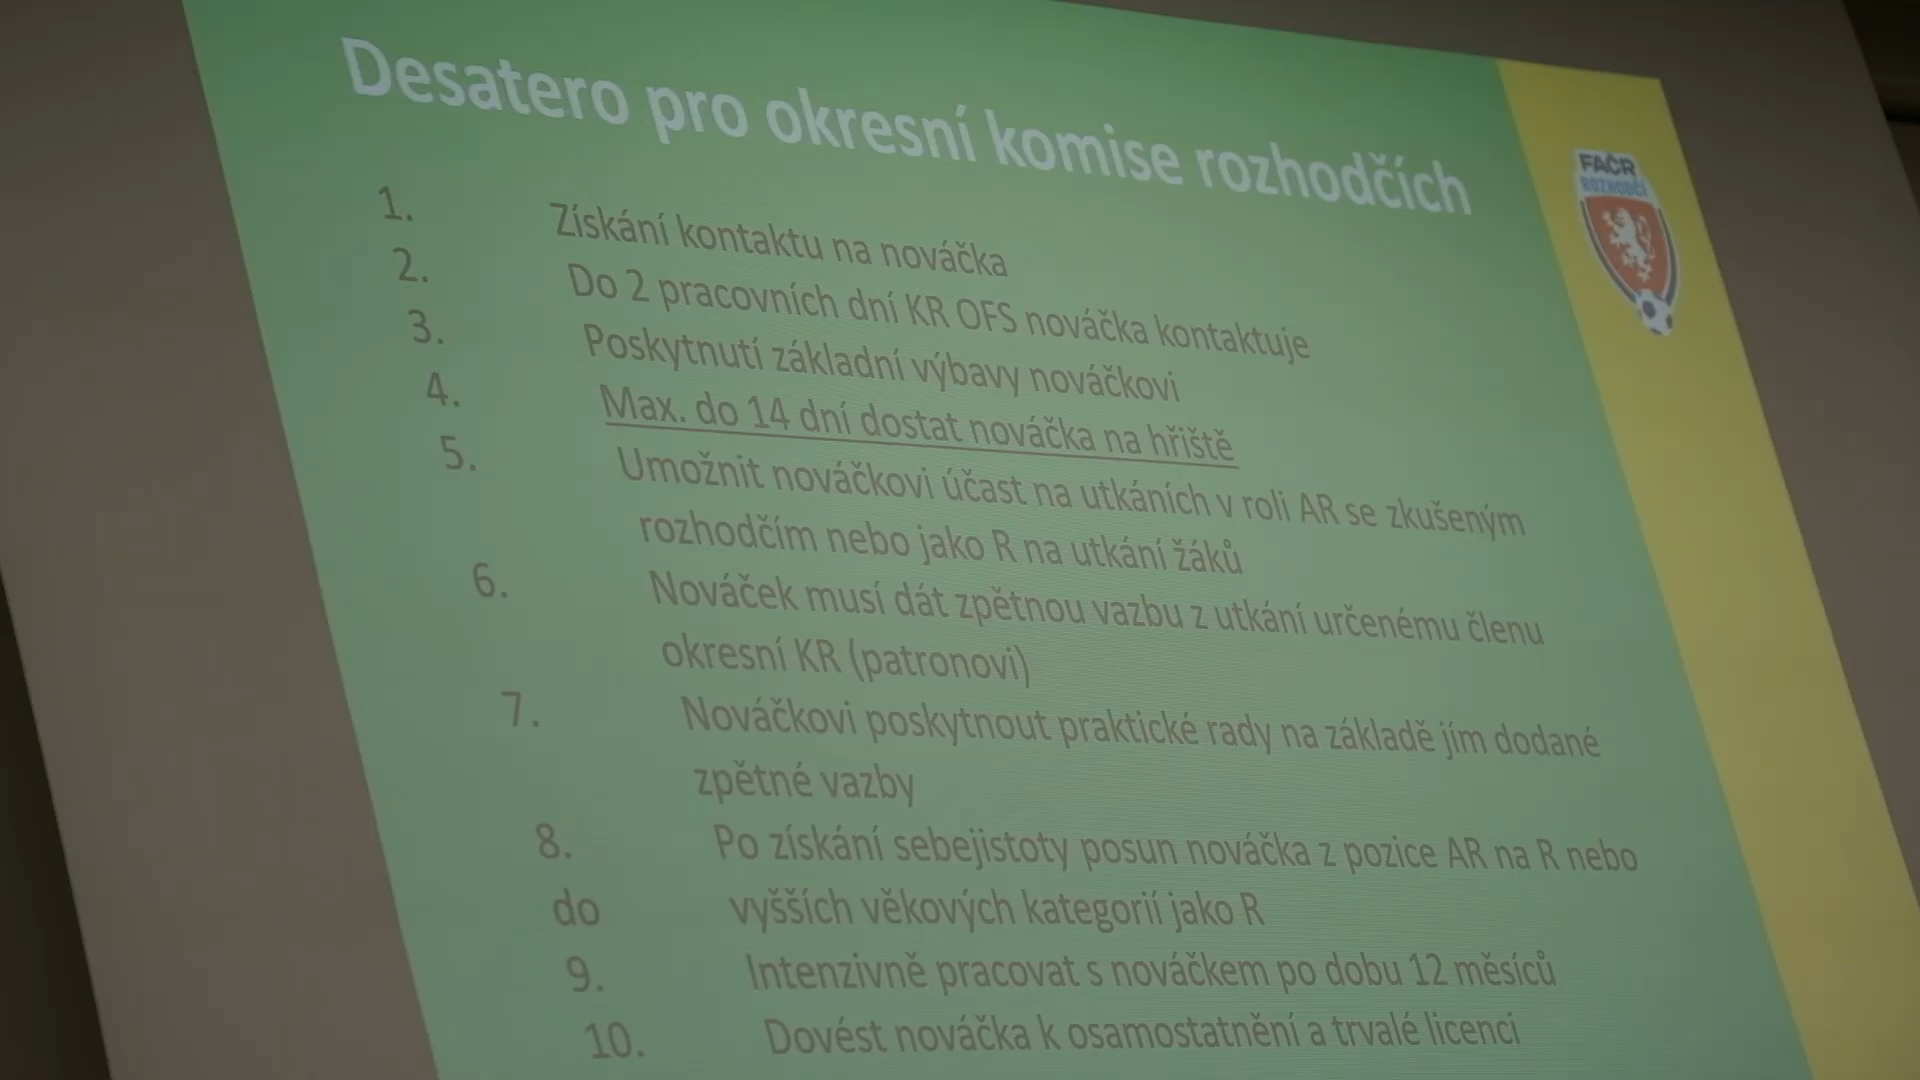 Desatero pro okresní komise rozhodčích
FAČR
ROZHODČÍ
1. Získání kontaktu na nováčka
2. Do 2 pracovních dní KR OFS nováčka kontaktuje
3. Poskytnutí základní výbavy nováčkovi
4. Max. do 14 dní dostat nováčka na hřiště
5. Umožnit nováčkovi účast na utkáních v roli AR se zkušeným
rozhodčím nebo jako R na utkání žáků
6. Nováček musí dát zpětnou vazbu z utkání určenému členu
okresní KR (patronovi)
7. Nováčkovi poskytnout praktické rady na základě jím dodané
zpětné vazby
8. Po získání sebejistoty posun nováčka z pozice AR na R nebo
do vyšších věkových kategorií jako R
9. Intenzivně pracovat s nováčkem po dobu 12 měsíců
10. Dovést nováčka k osamostatnění a trvalé licenci